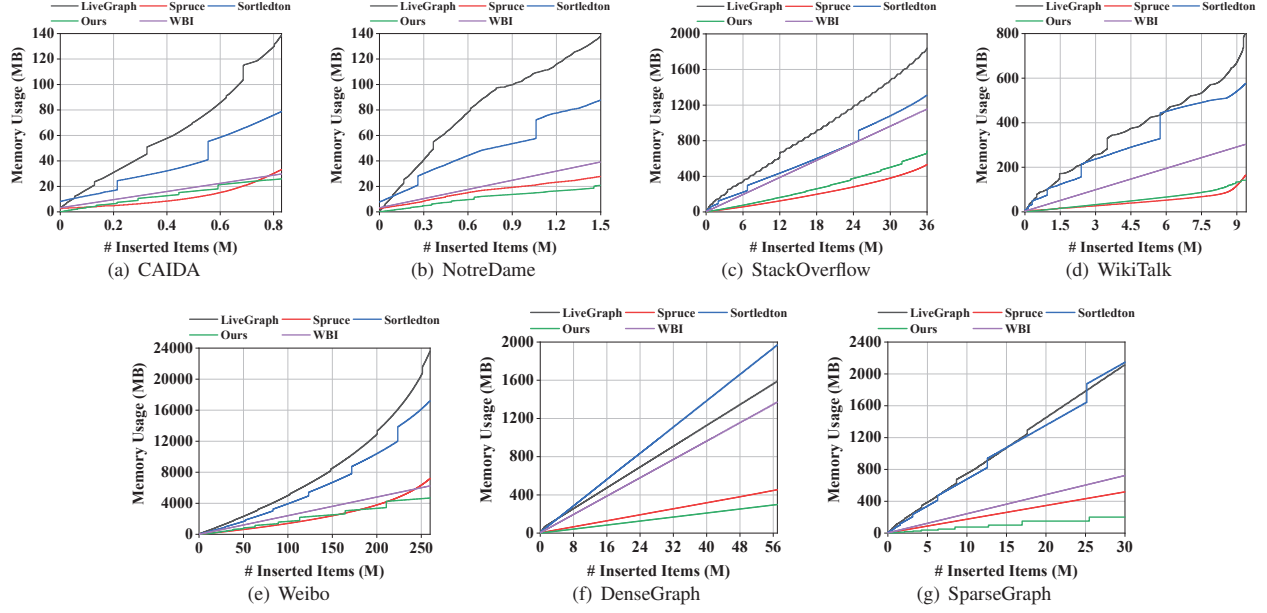 LiveGraph Spruce Sortledton
Ours WBI
Memory Usage (MB)
140
120
100
80
60
40
20
0
0 0.2 0.4 0.6 0.8
# Inserted Items (M)
(a) CAIDA
LiveGraph Spruce Sortledton
Ours WBI
Memory Usage (MB)
140
120
100
80
60
40
20
0
0 0.3 0.6 0.9 1.2 1.5
# Inserted Items (M)
(b) NotreDame
LiveGraph Spruce Sortledton
Ours WBI
Memory Usage (MB)
2000
1600
1200
800
400
0
0 6 12 18 24 30 36
# Inserted Items (M)
(c) StackOverflow
LiveGraph Spruce Sortledton
Ours WBI
Memory Usage (MB)
800
600
400
200
0
0 1.5 3 4.5 6 7.5 9
# Inserted Items (M)
(d) WikiTalk
LiveGraph Spruce Sortledton
Ours WBI
Memory Usage (MB)
24000
20000
16000
12000
8000
4000
0
0 50 100 150 200 250
# Inserted Items (M)
(e) Weibo
LiveGraph Spruce Sortledton
Ours WBI
Memory Usage (MB)
2000
1600
1200
800
400
0
0 8 16 24 32 40 48 56
# Inserted Items (M)
(f) DenseGraph
LiveGraph Spruce Sortledton
Ours WBI
Memory Usage (MB)
2400
2000
1600
1200
800
400
0
0 5 10 15 20 25 30
# Inserted Items (M)
(g) SparseGraph